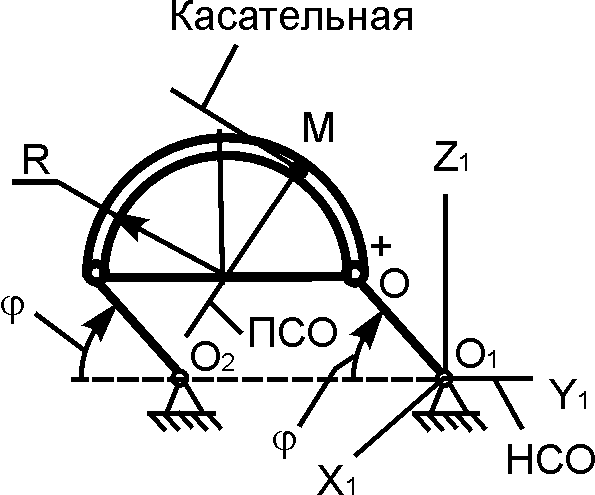 Касательная
M
R
Z1
+
O
φ
ПСО
O2
O1
φ
Y1
X1
НСО